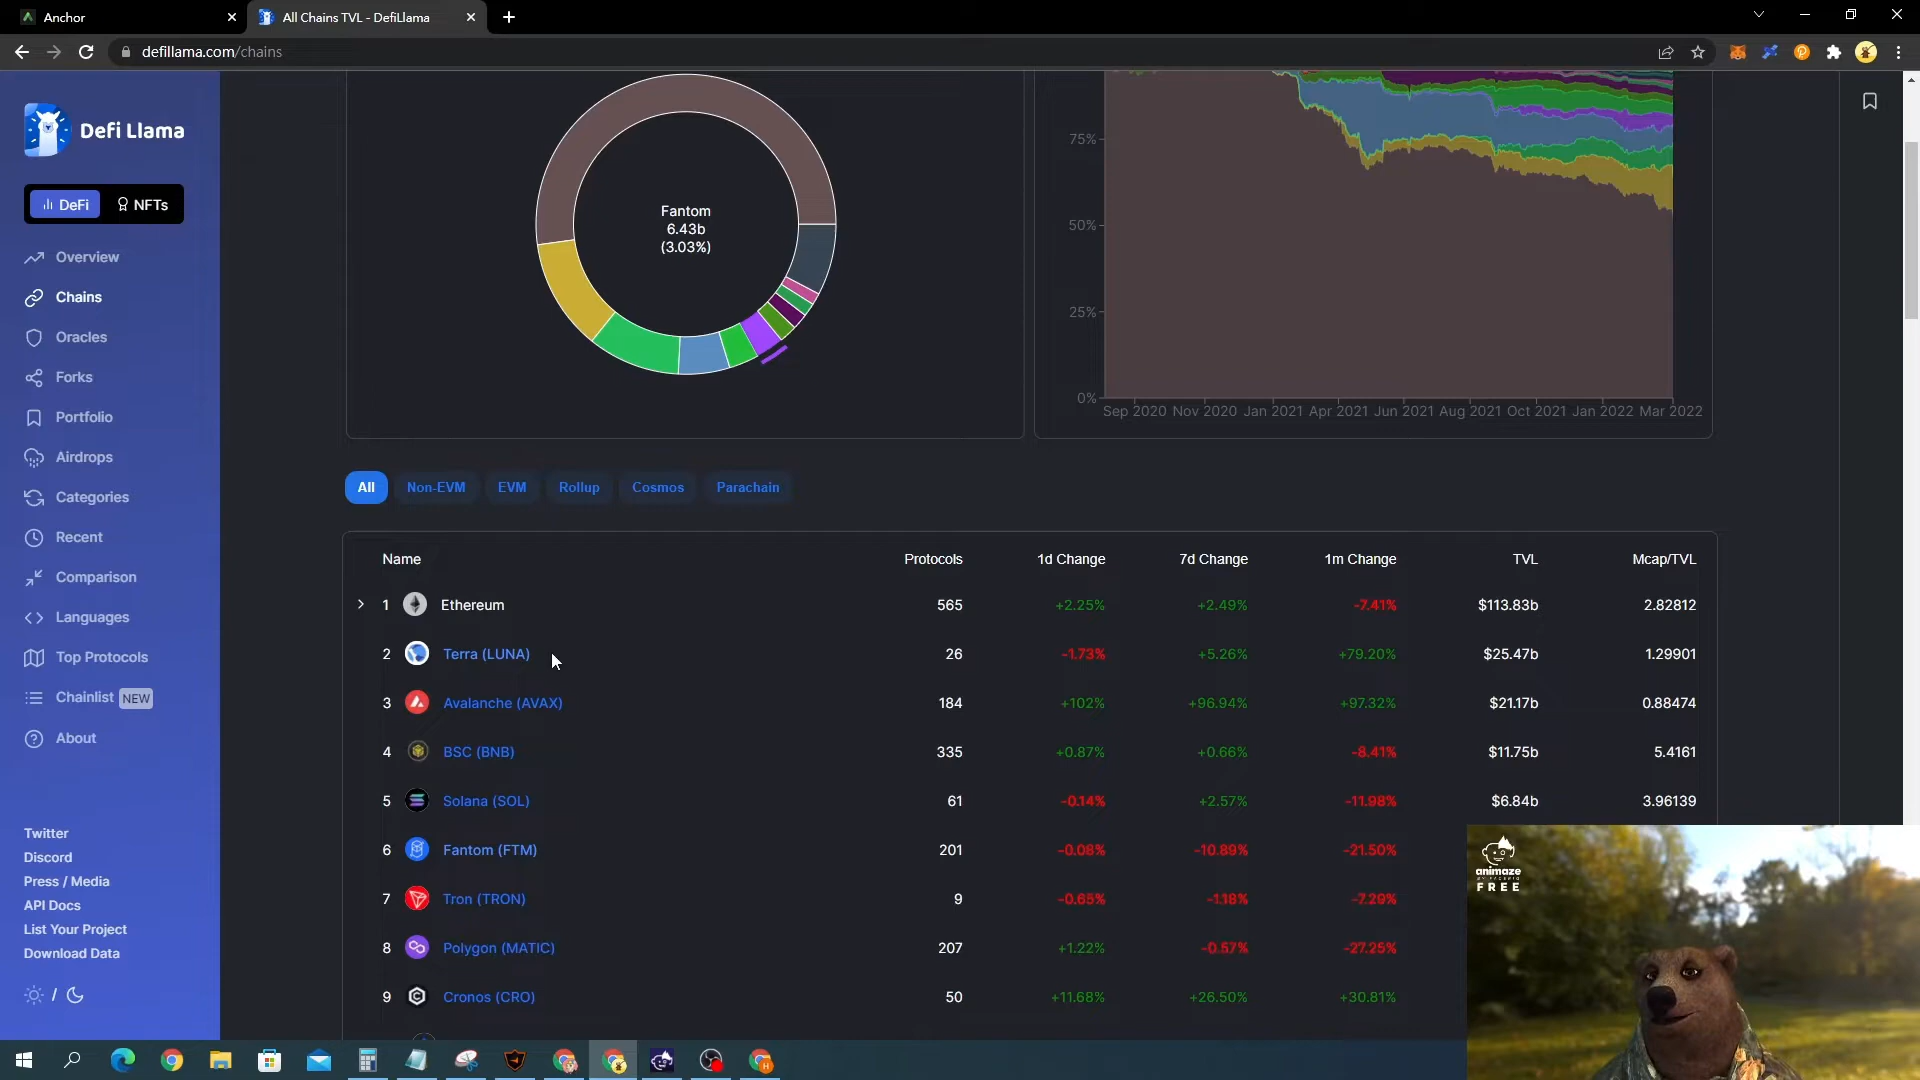 Anchor
All Chains TVL - DefiLlama
defillama.com/chains
Defi Llama
DeFi
NFTs
Overview
Chains
Oracles
Forks
Portfolio
Airdrops
Categories
Recent
Comparison
Languages
Top Protocols
Chainlist NEW
About
Twitter
Discord
Press / Media
API Docs
List Your Project
Download Data
/
Fantom
6.43b
(3.03%)
75%
50%
25%
0%
Sep 2020 Nov 2020 Jan 2021 Apr 2021 Jun 2021 Aug 2021 Oct 2021 Jan 2022 Mar 2022
All Non-EVM EVM Rollup Cosmos Parachain
Name Protocols 1d Change 7d Change 1m Change TVL Mcap/TVL
1 Ethereum 565 +2.25% +2.49% -7.41% $113.83b 2.82812
2 Terra (LUNA) 26 -1.73% +5.26% +79.20% $25.47b 1.29901
3 Avalanche (AVAX) 184 +102% +96.94% +97.32% $21.17b 0.88474
4 BSC (BNB) 335 +0.87% +0.66% -8.41% $11.75b 5.4161
5 Solana (SOL) 61 -0.14% +2.57% -11.98% $6.84b 3.96139
6 Fantom (FTM) 201 -0.08% -10.89% -21.50%
7 Tron (TRON) 9 -0.65% -1.18% -7.29%
8 Polygon (MATIC) 207 +1.22% -0.57% -27.25%
9 Cronos (CRO) 50 +11.68% +26.50% +30.81%
animaze
FREE